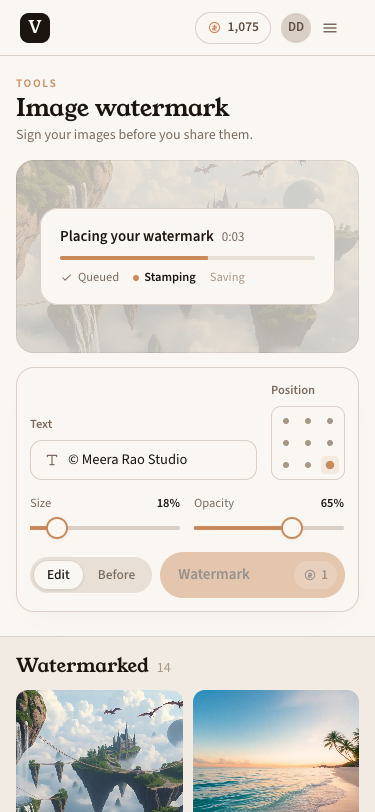 V
1,075
DD
TOOLS
Image watermark
Sign your images before you share them.
Placing your watermark 0:03
Queued Stamping Saving
Position
Text
© Meera Rao Studio
Size 18% Opacity 65%
Edit Before Watermark 1
Watermarked 14